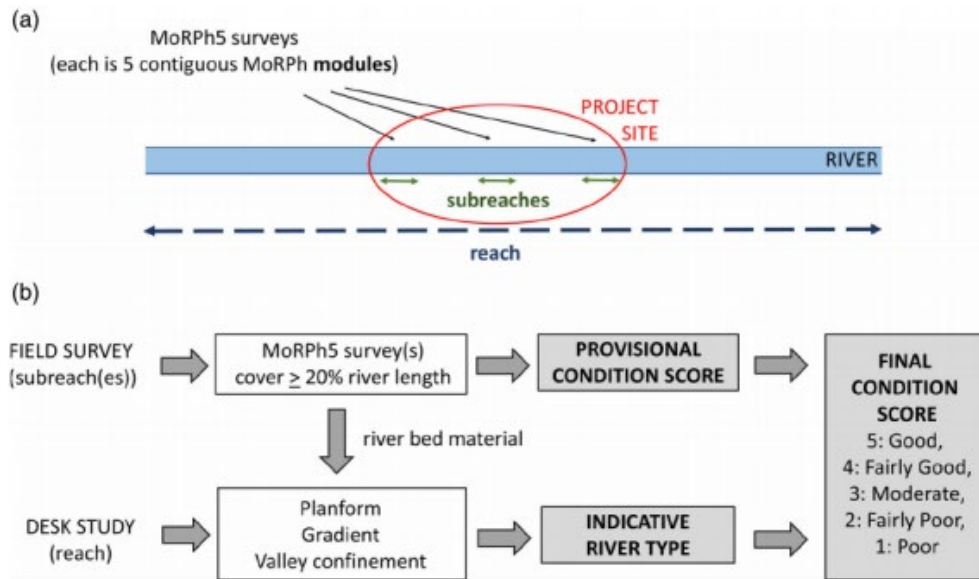 (a)
MoRPh5 surveys
(each is 5 contiguous MoRPh modules)
PROJECT
SITE
RIVER
subreaches
reach
(b)
FIELD SURVEY
(subreach(es))
MoRPh5 survey(s)
cover ≥ 20% river length
PROVISIONAL
CONDITION SCORE
river bed material
DESK STUDY
(reach)
Planform
Gradient
Valley confinement
INDICATIVE
RIVER TYPE
FINAL
CONDITION
SCORE
5: Good,
4: Fairly Good,
3: Moderate,
2: Fairly Poor,
1: Poor